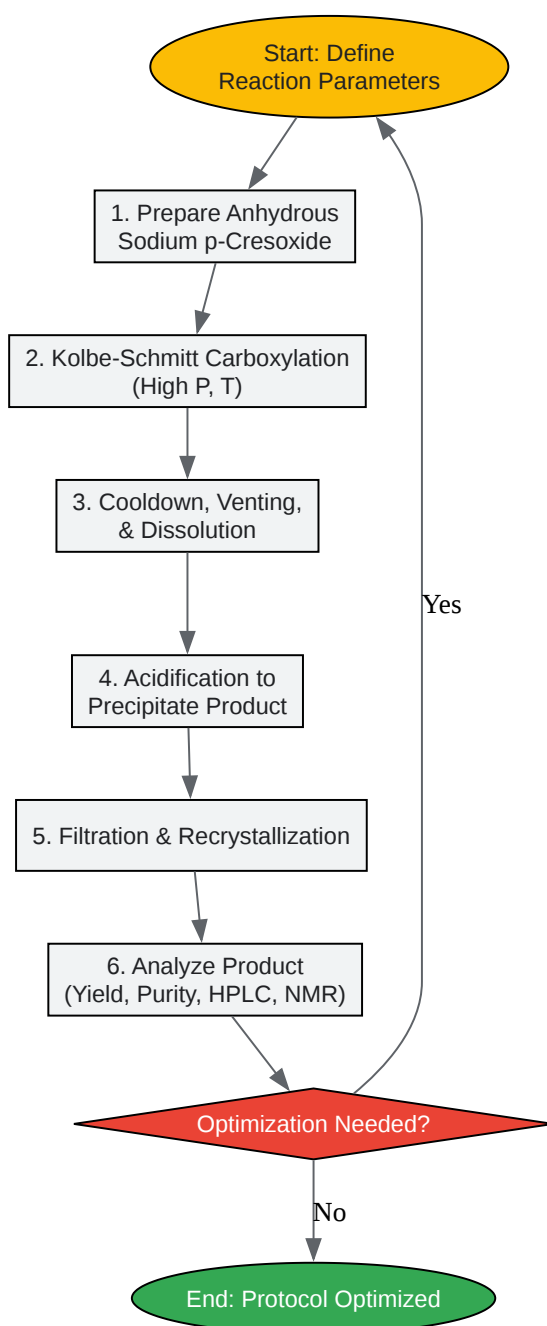 Start: Define
Reaction Parameters
1. Prepare Anhydrous
Sodium p-Cresoxide
2. Kolbe-Schmitt Carboxylation
(High P, T)
3. Cooldown, Venting,
& Dissolution
Yes
4. Acidification to
Precipitate Product
5. Filtration & Recrystallization
6. Analyze Product
(Yield, Purity, HPLC, NMR)
Optimization Needed?
No
End: Protocol Optimized